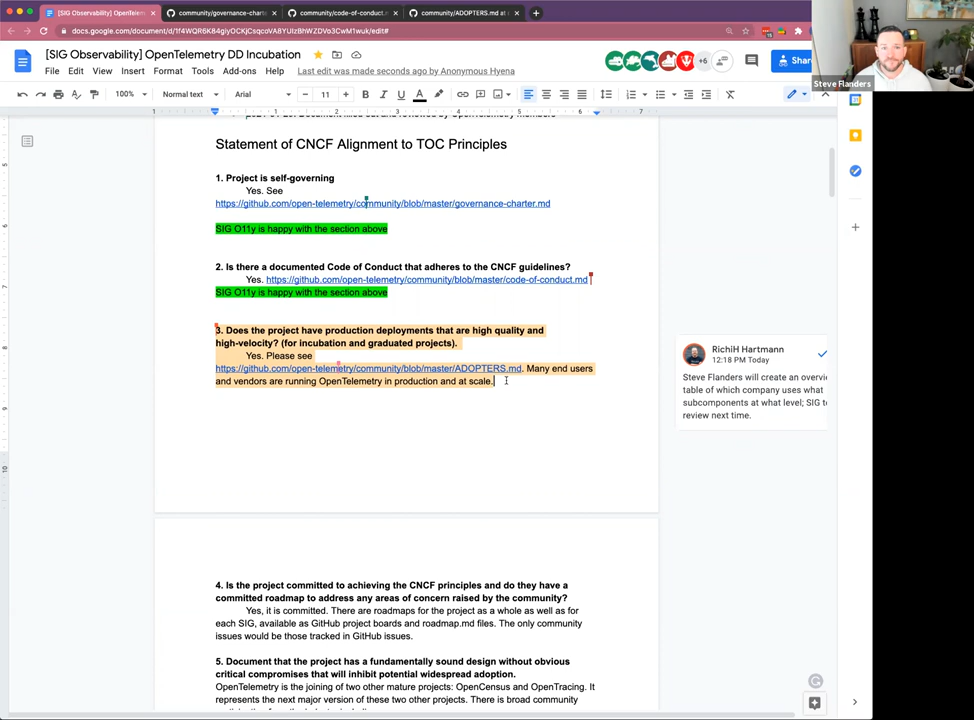 [SIG Observability] OpenTelem
community/governance-charte
community/code-of-conduct.m
community/ADOPTERS.md at
docs.google.com/document/d/1f4WQR6K84giyOCKjCsqcoVA8YUIzBhWZDVo3CwM1wuk/edit#
[SIG Observability] OpenTelemetry DD Incubation
File Edit View Insert Format Tools Add-ons Help Last edit was made seconds ago by Anonymous Hyena
+6
Shar
Steve Flanders
100% Normal text Arial 11
Statement of CNCF Alignment to TOC Principles
1. Project is self-governing
Yes. See
https://github.com/open-telemetry/community/blob/master/governance-charter.md
SIG O11y is happy with the section above
2. Is there a documented Code of Conduct that adheres to the CNCF guidelines?
Yes. https://github.com/open-telemetry/community/blob/master/code-of-conduct.md
SIG O11y is happy with the section above
3. Does the project have production deployments that are high quality and
high-velocity? (for incubation and graduated projects).
Yes. Please see
https://github.com/open-telemetry/community/blob/master/ADOPTERS.md. Many end users
and vendors are running OpenTelemetry in production and at scale.
RichiH Hartmann
12:18 PM Today
Steve Flanders will create an overvie
table of which company uses what
subcomponents at what level; SIG t
review next time.
4. Is the project committed to achieving the CNCF principles and do they have a
committed roadmap to address any areas of concern raised by the community?
Yes, it is committed. There are roadmaps for the project as a whole as well as for
each SIG, available as GitHub project boards and roadmap.md files. The only community
issues would be those tracked in GitHub issues.
5. Document that the project has a fundamentally sound design without obvious
critical compromises that will inhibit potential widespread adoption.
OpenTelemetry is the joining of two other mature projects: OpenCensus and OpenTracing. It
represents the next major version of these two other projects. There is broad community